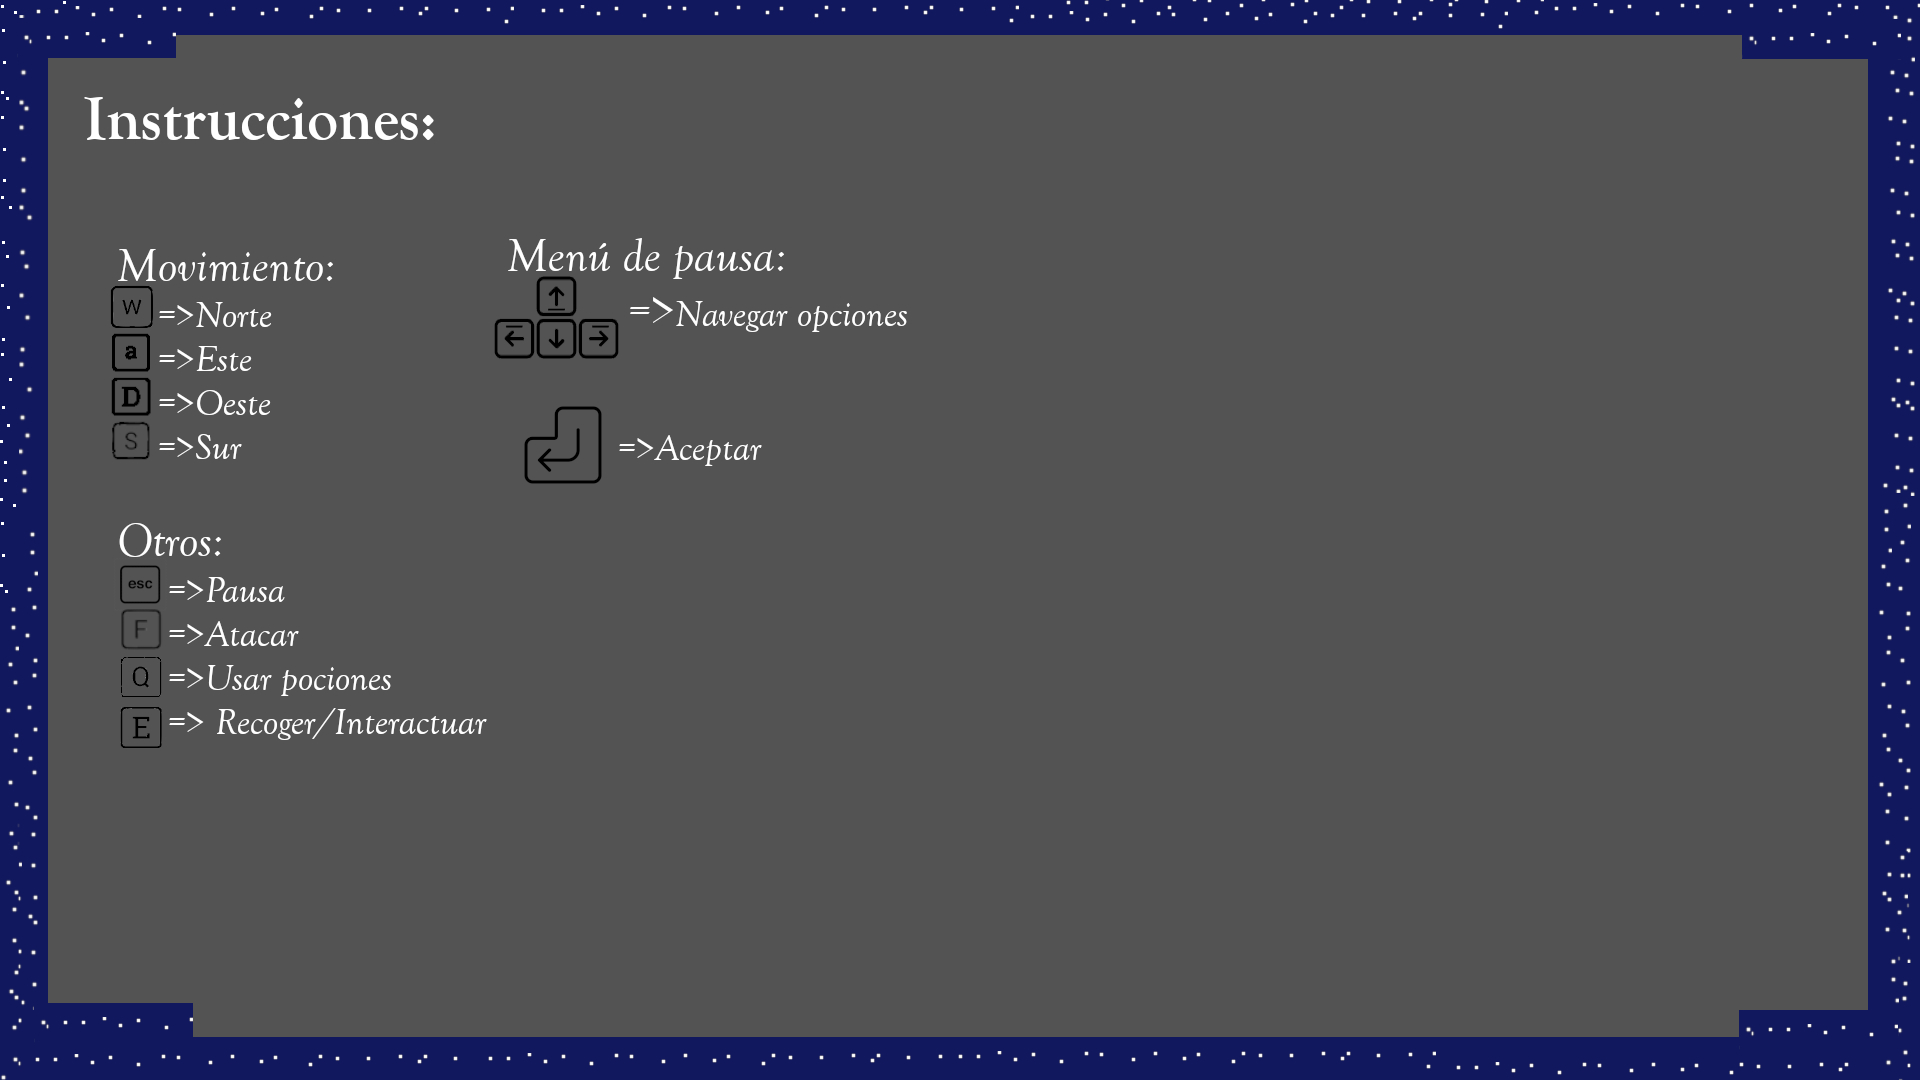 Instrucciones:
Movimiento:
W =>Norte
a =>Este
D =>Oeste
S =>Sur
Menú de pausa:
=>Navegar opciones
=>Aceptar
Otros:
esc =>Pausa
F =>Atacar
Q =>Usar pociones
E => Recoger/Interactuar